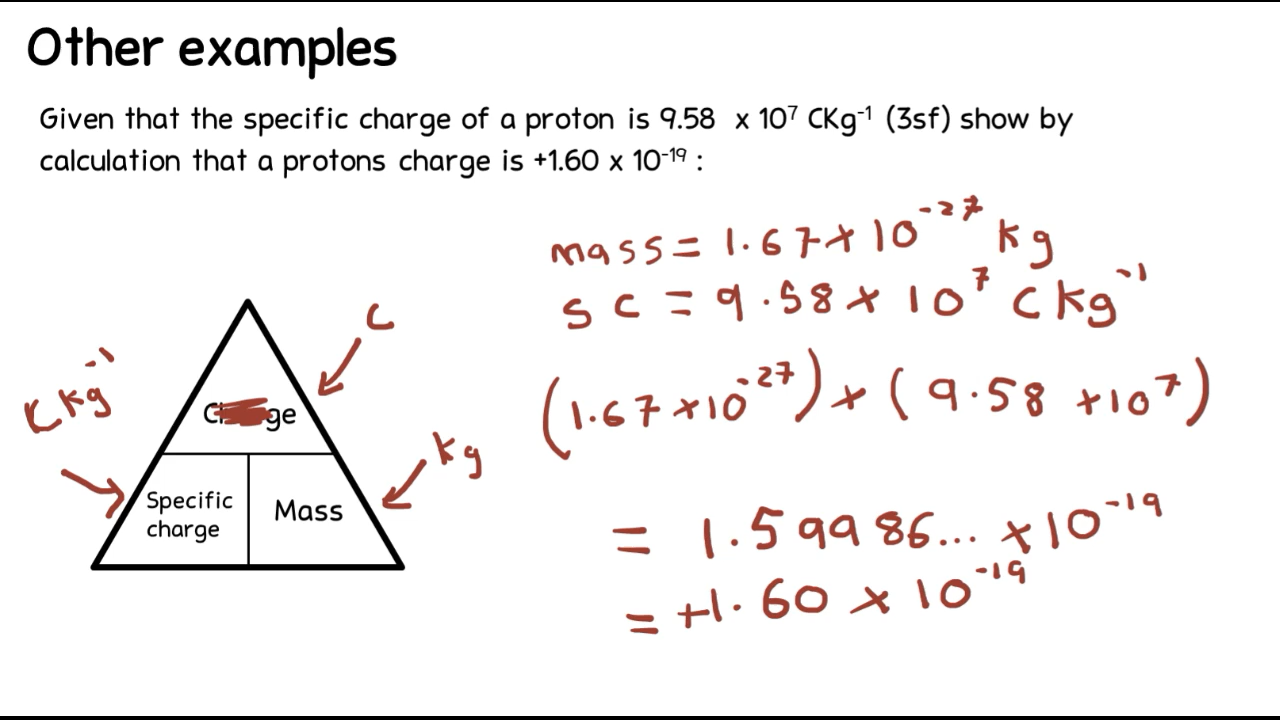 Other examples
Given that the specific charge of a proton is 9.58 x 10⁷ CKg⁻¹ (3sf) show by
calculation that a protons charge is +1.60 x 10⁻¹⁹ :
mass = 1.67 x 10⁻²⁷ kg
sc = 9.58 x 10⁷ C kg⁻¹
C
Ckg⁻¹
(1.67 x 10⁻²⁷) x (9.58 x 10⁷)
kg
Specific
charge
Mass
= 1.59986... x 10⁻¹⁹
= +1.60 x 10⁻¹⁹